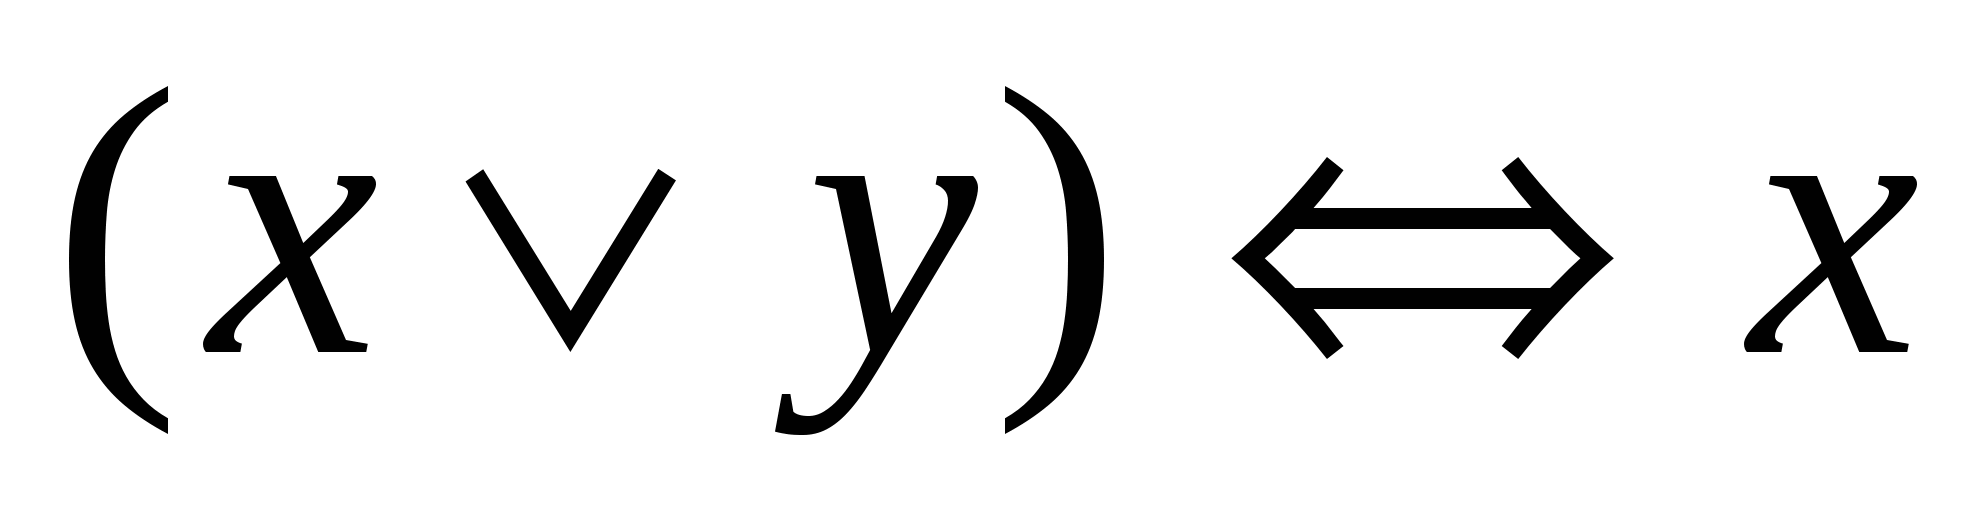 (x ∨ y) ⇔ x